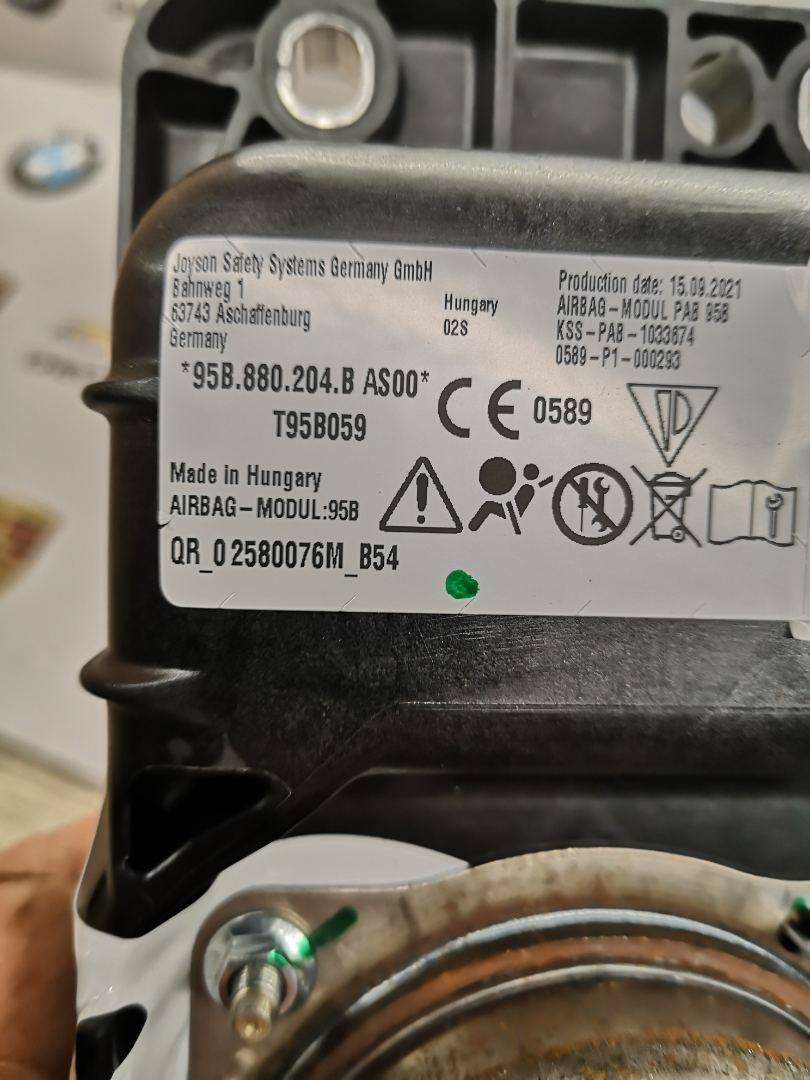 Joyson Safety Systems Germany GmbH
Bahnweg 1
63743 Aschaffenburg
Germany
Hungary
02S
Production date: 15.09.2021
AIRBAG-MODUL PAB 95B
KSS-PAB-1033674
0589-P1-000293
*95B.880.204.B AS00*
T95B059
CE 0589
Made in Hungary
AIRBAG-MODUL:95B
QR_02580076M_B54